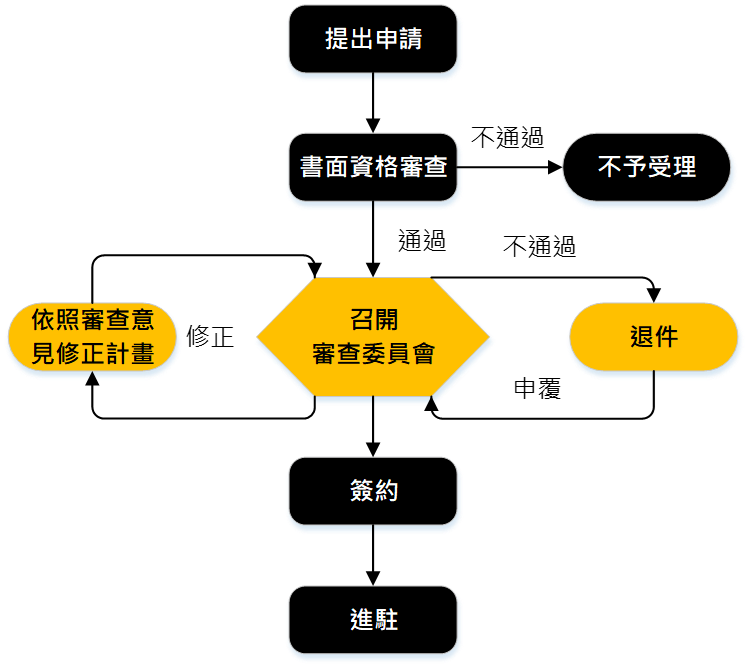 提出申請
不通過
書面資格審查
不予受理
通過
不通過
依照審查意
見修正計畫
修正
召開
審查委員會
退件
申覆
簽約
進駐